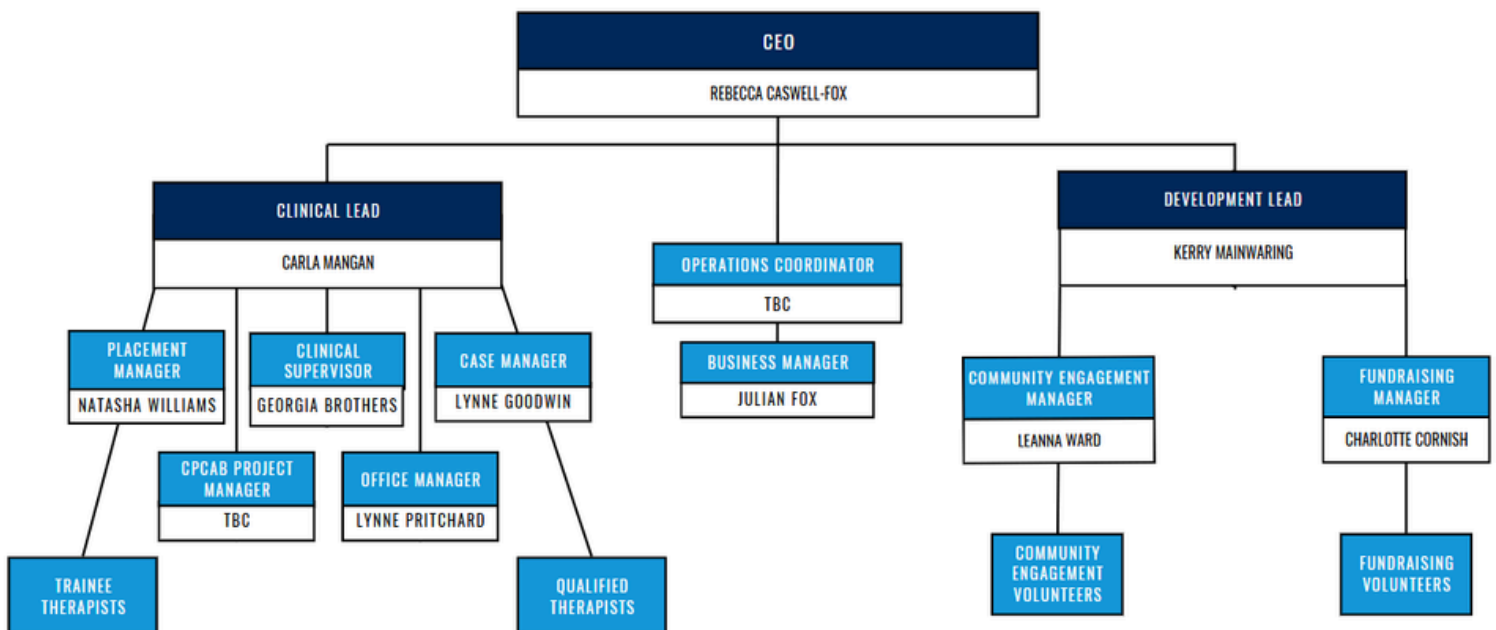 CEO
REBECCA CASWELL-FOX
CLINICAL LEAD
CARLA MANGAN
DEVELOPMENT LEAD
KERRY MAINWARING
OPERATIONS COORDINATOR
TBC
BUSINESS MANAGER
JULIAN FOX
PLACEMENT
MANAGER
NATASHA WILLIAMS
CLINICAL
SUPERVISOR
GEORGIA BROTHERS
CASE MANAGER
LYNNE GOODWIN
CPCAB PROJECT
MANAGER
TBC
OFFICE MANAGER
LYNNE PRITCHARD
TRAINEE
THERAPISTS
QUALIFIED
THERAPISTS
COMMUNITY ENGAGEMENT
MANAGER
LEANNA WARD
FUNDRAISING
MANAGER
CHARLOTTE CORNISH
COMMUNITY
ENGAGEMENT
VOLUNTEERS
FUNDRAISING
VOLUNTEERS